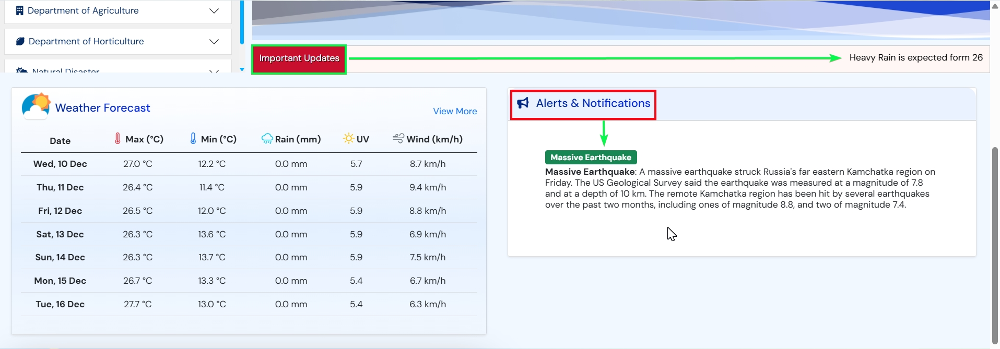 Department of Agriculture
Department of Horticulture
Natural Disaster
Important Updates
Heavy Rain is expected form 26
Weather Forecast
View More
Date Max (°C) Min (°C) Rain (mm) UV Wind (km/h)
Wed, 10 Dec 27.0 °C 12.2 °C 0.0 mm 5.7 8.7 km/h
Thu, 11 Dec 26.4 °C 11.4 °C 0.0 mm 5.9 9.4 km/h
Fri, 12 Dec 26.5 °C 12.0 °C 0.0 mm 5.9 8.8 km/h
Sat, 13 Dec 26.3 °C 13.6 °C 0.0 mm 5.9 6.9 km/h
Sun, 14 Dec 26.3 °C 13.7 °C 0.0 mm 5.9 7.5 km/h
Mon, 15 Dec 26.7 °C 13.3 °C 0.0 mm 5.4 6.7 km/h
Tue, 16 Dec 27.7 °C 13.0 °C 0.0 mm 5.4 6.3 km/h
Alerts & Notifications
Massive Earthquake
Massive Earthquake: A massive earthquake struck Russia's far eastern Kamchatka region on
Friday. The US Geological Survey said the earthquake was measured at a magnitude of 7.8
and at a depth of 10 km. The remote Kamchatka region has been hit by several earthquakes
over the past two months, including ones of magnitude 8.8, and two of magnitude 7.4.